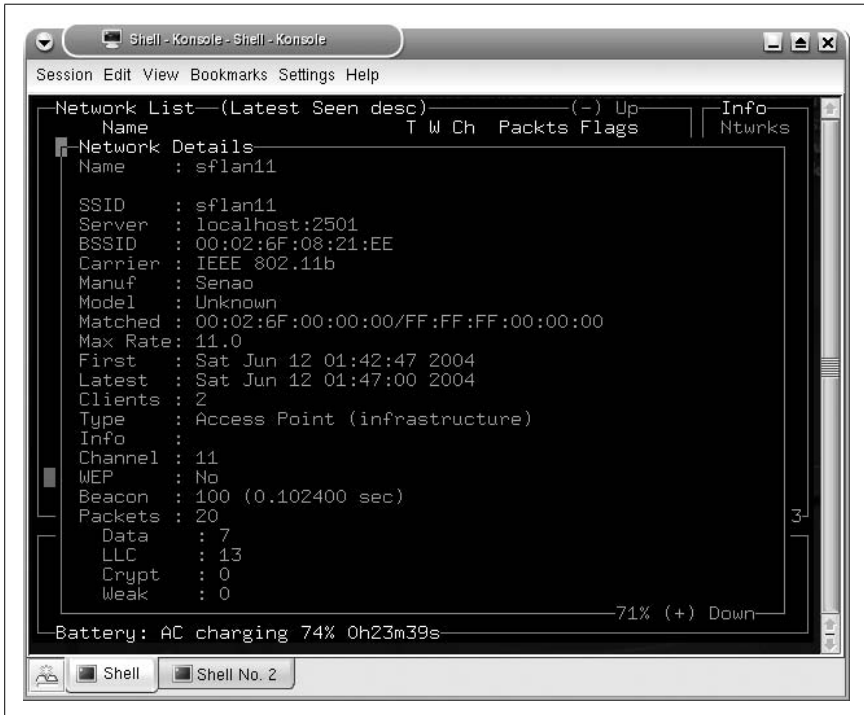 Shell - Konsole - Shell - Konsole
Session Edit View Bookmarks Settings Help
Network List—(Latest Seen desc) (-) Up Info
Name T W Ch Packts Flags Ntwrks
Network Details
Name : sflan11
SSID : sflan11
Server : localhost:2501
BSSID : 00:02:6F:08:21:EE
Carrier : IEEE 802.11b
Manuf : Senao
Model : Unknown
Matched : 00:02:6F:00:00:00/FF:FF:FF:00:00:00
Max Rate: 11.0
First : Sat Jun 12 01:42:47 2004
Latest : Sat Jun 12 01:47:00 2004
Clients : 2
Type : Access Point (infrastructure)
Info :
Channel : 11
WEP : No
Beacon : 100 (0.102400 sec)
Packets : 20
3
Data : 7
LLC : 13
Crypt : 0
Weak : 0
71% (+) Down
Battery: AC charging 74% 0h23m39s
Shell Shell No. 2